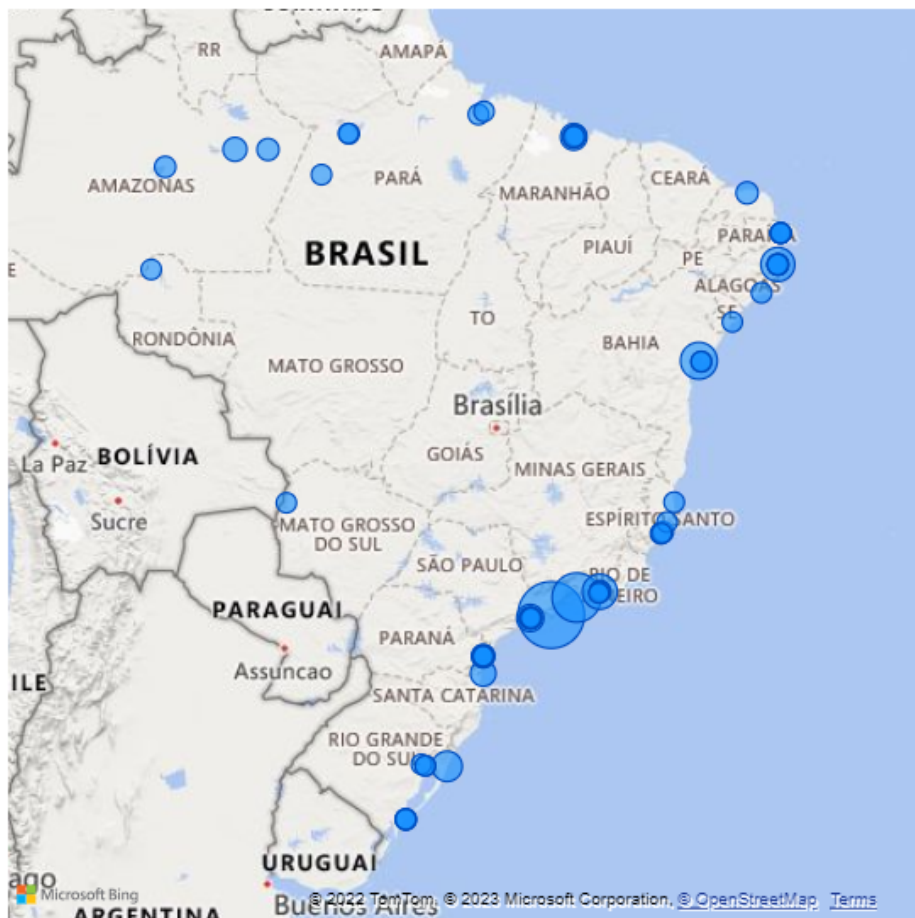 RR
AMAPÁ
AMAZONAS
PARÁ
MARANHÃO
CEARÁ
BRASIL
PIAUÍ
PE
ALAGOAS
SE
TO
RONDÔNIA
MATO GROSSO
BAHIA
Brasília
GOIÁS
La Paz
BOLÍVIA
MINAS GERAIS
Sucre
MATO GROSSO
DO SUL
ESPÍRITO SANTO
SÃO PAULO
RIO DE
PARAGUAI
PARANÁ
Assuncao
ILE
SANTA CATARINA
RIO GRANDE
DO SUL
URUGUAI
ago
Microsoft Bing
© 2022 TomTom, © 2023 Microsoft Corporation, © OpenStreetMap Terms
Buenos Aires
ARGENTINA